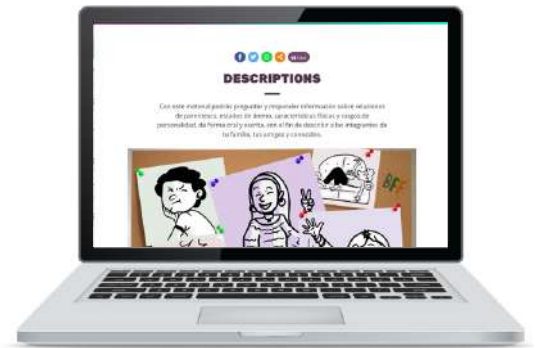 DESCRIPTIONS
Con este material podrás preguntar y responder información sobre relaciones
de parentesco, estados de ánimo, características físicas y rasgos de
personalidad, de forma oral y escrita, con el fin de describir a los integrantes de
tu familia, tus amigos y conocidos.
BFF